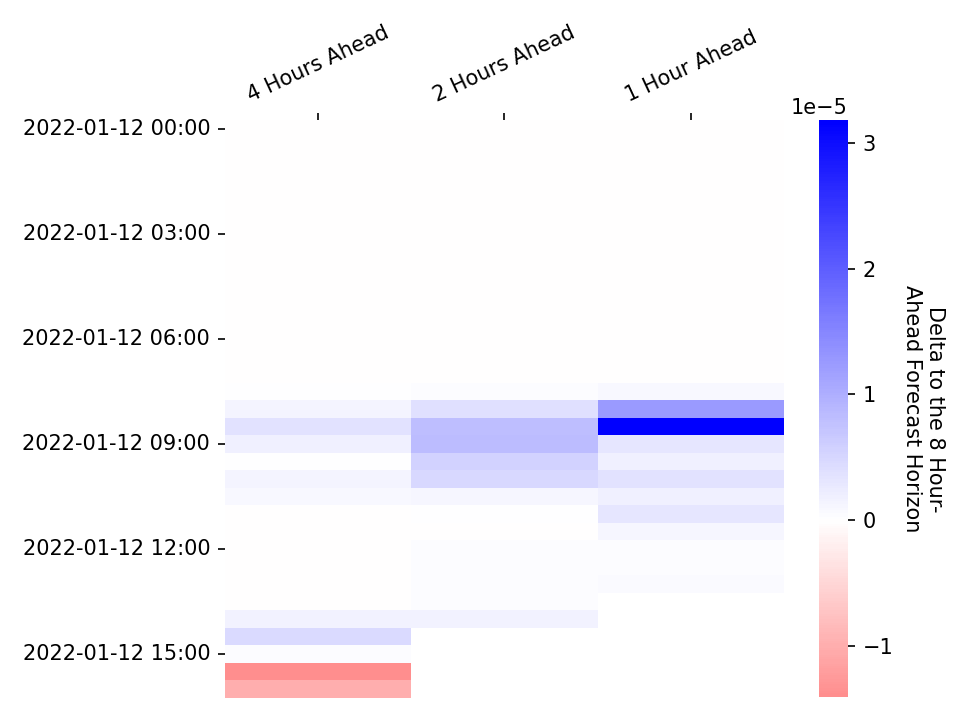 4 Hours Ahead
2 Hours Ahead
1 Hour Ahead
2022-01-12 00:00
2022-01-12 03:00
2022-01-12 06:00
2022-01-12 09:00
2022-01-12 12:00
2022-01-12 15:00
1e−5
3
2
1
0
−1
Delta to the 8 Hour-
Ahead Forecast Horizon